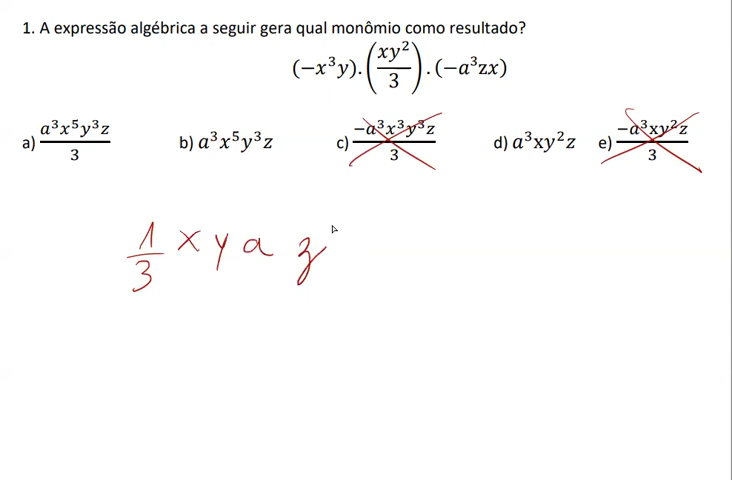 1. A expressão algébrica a seguir gera qual monômio como resultado?
(−x³y).(xy²/3).(−a³zx)
a) a³x⁵y³z/3 b) a³x⁵y³z c) −a³x³y³z/3 d) a³xy²z e) −a³xy²z/3
1/3 x y a z